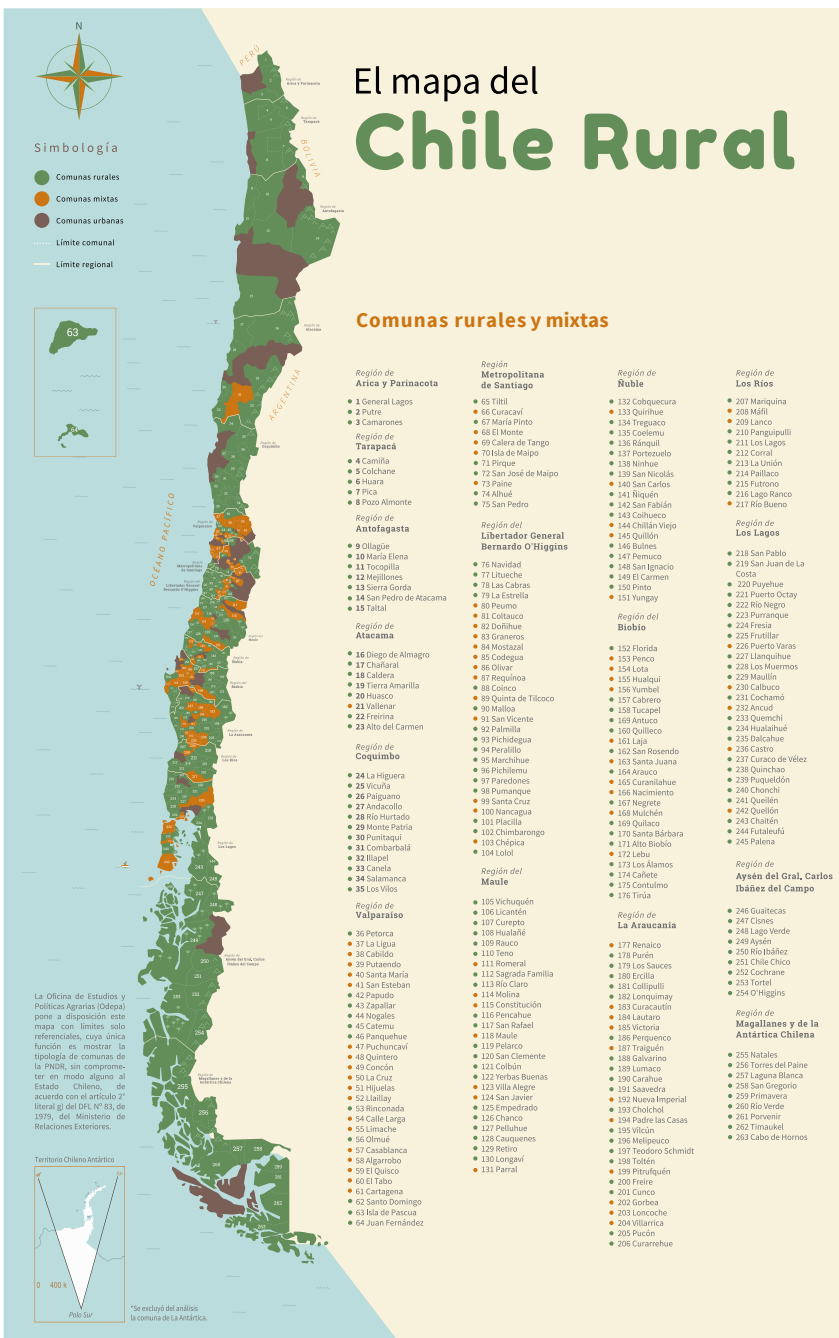 El mapa del
Chile Rural
N
Simbología
Comunas rurales
Comunas mixtas
Comunas urbanas
Límite comunal
Límite regional
63
PERÚ
BOLIVIA
ARGENTINA
OCÉANO PACÍFICO
Comunas rurales y mixtas
Región de
Arica y Parinacota
1 General Lagos
2 Putre
3 Camarones
Región de
Tarapacá
4 Camiña
5 Colchane
6 Huara
7 Pica
8 Pozo Almonte
Región de
Antofagasta
9 Ollagüe
10 María Elena
11 Tocopilla
12 Mejillones
13 Sierra Gorda
14 San Pedro de Atacama
15 Taltal
Región de
Atacama
16 Diego de Almagro
17 Chañaral
18 Caldera
19 Tierra Amarilla
20 Huasco
21 Vallenar
22 Freirina
23 Alto del Carmen
Región de
Coquimbo
24 La Higuera
25 Vicuña
26 Paiguano
27 Andacollo
28 Río Hurtado
29 Monte Patria
30 Punitaqui
31 Combarbalá
32 Illapel
33 Canela
34 Salamanca
35 Los Vilos
Región de
Valparaíso
36 Petorca
37 La Ligua
38 Cabildo
39 Putaendo
40 Santa María
41 San Esteban
42 Papudo
43 Zapallar
44 Nogales
45 Catemu
46 Panquehue
47 Puchuncaví
48 Quintero
49 Concón
50 La Cruz
51 Hijuelas
52 Llaillay
53 Rinconada
54 Calle Larga
55 Limache
56 Olmué
57 Casablanca
58 Algarrobo
59 El Quisco
60 El Tabo
61 Cartagena
62 Santo Domingo
63 Isla de Pascua
64 Juan Fernández
Región
Metropolitana
de Santiago
65 Tiltil
66 Curacaví
67 María Pinto
68 El Monte
69 Calera de Tango
70 Isla de Maipo
71 Pirque
72 San José de Maipo
73 Paine
74 Alhué
75 San Pedro
Región del
Libertador General
Bernardo O'Higgins
76 Navidad
77 Litueche
78 Las Cabras
79 La Estrella
80 Peumo
81 Coltauco
82 Doñihue
83 Graneros
84 Mostazal
85 Codegua
86 Olivar
87 Requínoa
88 Coinco
89 Quinta de Tilcoco
90 Malloa
91 San Vicente
92 Palmilla
93 Pichidegua
94 Peralillo
95 Marchihue
96 Pichilemu
97 Paredones
98 Pumanque
99 Santa Cruz
100 Nancagua
101 Placilla
102 Chimbarongo
103 Chépica
104 Lolol
Región del
Maule
105 Vichuquén
106 Licantén
107 Curepto
108 Hualañé
109 Rauco
110 Teno
111 Romeral
112 Sagrada Familia
113 Río Claro
114 Molina
115 Constitución
116 Pencahue
117 San Rafael
118 Maule
119 Pelarco
120 San Clemente
121 Colbún
122 Yerbas Buenas
123 Villa Alegre
124 San Javier
125 Empedrado
126 Chanco
127 Pelluhue
128 Cauquenes
129 Retiro
130 Longaví
131 Parral
Región de
Ñuble
132 Cobquecura
133 Quirihue
134 Treguaco
135 Coelemu
136 Ránquil
137 Portezuelo
138 Ninhue
139 San Nicolás
140 San Carlos
141 Ñiquén
142 San Fabián
143 Coihueco
144 Chillán Viejo
145 Quillón
146 Bulnes
147 Pemuco
148 San Ignacio
149 El Carmen
150 Pinto
151 Yungay
Región del
Biobío
152 Florida
153 Penco
154 Lota
155 Hualqui
156 Yumbel
157 Cabrero
158 Tucapel
169 Antuco
160 Quilleco
161 Laja
162 San Rosendo
163 Santa Juana
164 Arauco
165 Curanilahue
166 Nacimiento
167 Negrete
168 Mulchén
169 Quilaco
170 Santa Bárbara
171 Alto Biobío
172 Lebu
173 Los Álamos
174 Cañete
175 Contulmo
176 Tirúa
Región de
La Araucanía
177 Renaico
178 Purén
179 Los Sauces
180 Ercilla
181 Collipulli
182 Lonquimay
183 Curacautín
184 Lautaro
185 Victoria
186 Perquenco
187 Traiguén
188 Galvarino
189 Lumaco
190 Carahue
191 Saavedra
192 Nueva Imperial
193 Cholchol
194 Padre las Casas
195 Vilcún
196 Melipeuco
197 Teodoro Schmidt
198 Toltén
199 Pitrufquén
200 Freire
201 Cunco
202 Gorbea
203 Loncoche
204 Villarrica
205 Pucón
206 Curarrehue
Región de
Los Ríos
207 Mariquina
208 Máfil
209 Lanco
210 Panguipulli
211 Los Lagos
212 Corral
213 La Unión
214 Paillaco
215 Futrono
216 Lago Ranco
217 Río Bueno
Región de
Los Lagos
218 San Pablo
219 San Juan de La
Costa
220 Puyehue
221 Puerto Octay
222 Río Negro
223 Purranque
224 Fresia
225 Frutillar
226 Puerto Varas
227 Llanquihue
228 Los Muermos
229 Maullín
230 Calbuco
231 Cochamó
232 Ancud
233 Quemchi
234 Hualaihué
235 Dalcahue
236 Castro
237 Curaco de Vélez
238 Quinchao
239 Puqueldón
240 Chonchi
241 Queilén
242 Quellón
243 Chaitén
244 Futaleufú
245 Palena
Región de
Aysén del Gral, Carlos
Ibáñez del Campo
246 Guaitecas
247 Cisnes
248 Lago Verde
249 Aysén
250 Río Ibáñez
251 Chile Chico
252 Cochrane
253 Tortel
254 O'Higgins
Región de
Magallanes y de la
Antártica Chilena
255 Natales
256 Torres del Paine
257 Laguna Blanca
258 San Gregorio
259 Primavera
260 Río Verde
261 Porvenir
262 Timaukel
263 Cabo de Hornos
La Oficina de Estudios y
Políticas Agrarias (Odepa)
pone a disposición este
mapa con límites solo
referenciales, cuya única
función es mostrar la
tipología de comunas de
la PNDR, sin comprome-
ter en modo alguno al
Estado Chileno, de
acuerdo con el artículo 2°
literal g) del DFL Nº 83, de
1979, del Ministerio de
Relaciones Exteriores.
Territorio Chileno Antártico
0 400 k
Polo Sur
*Se excluyó del análisis
la comuna de La Antártica.